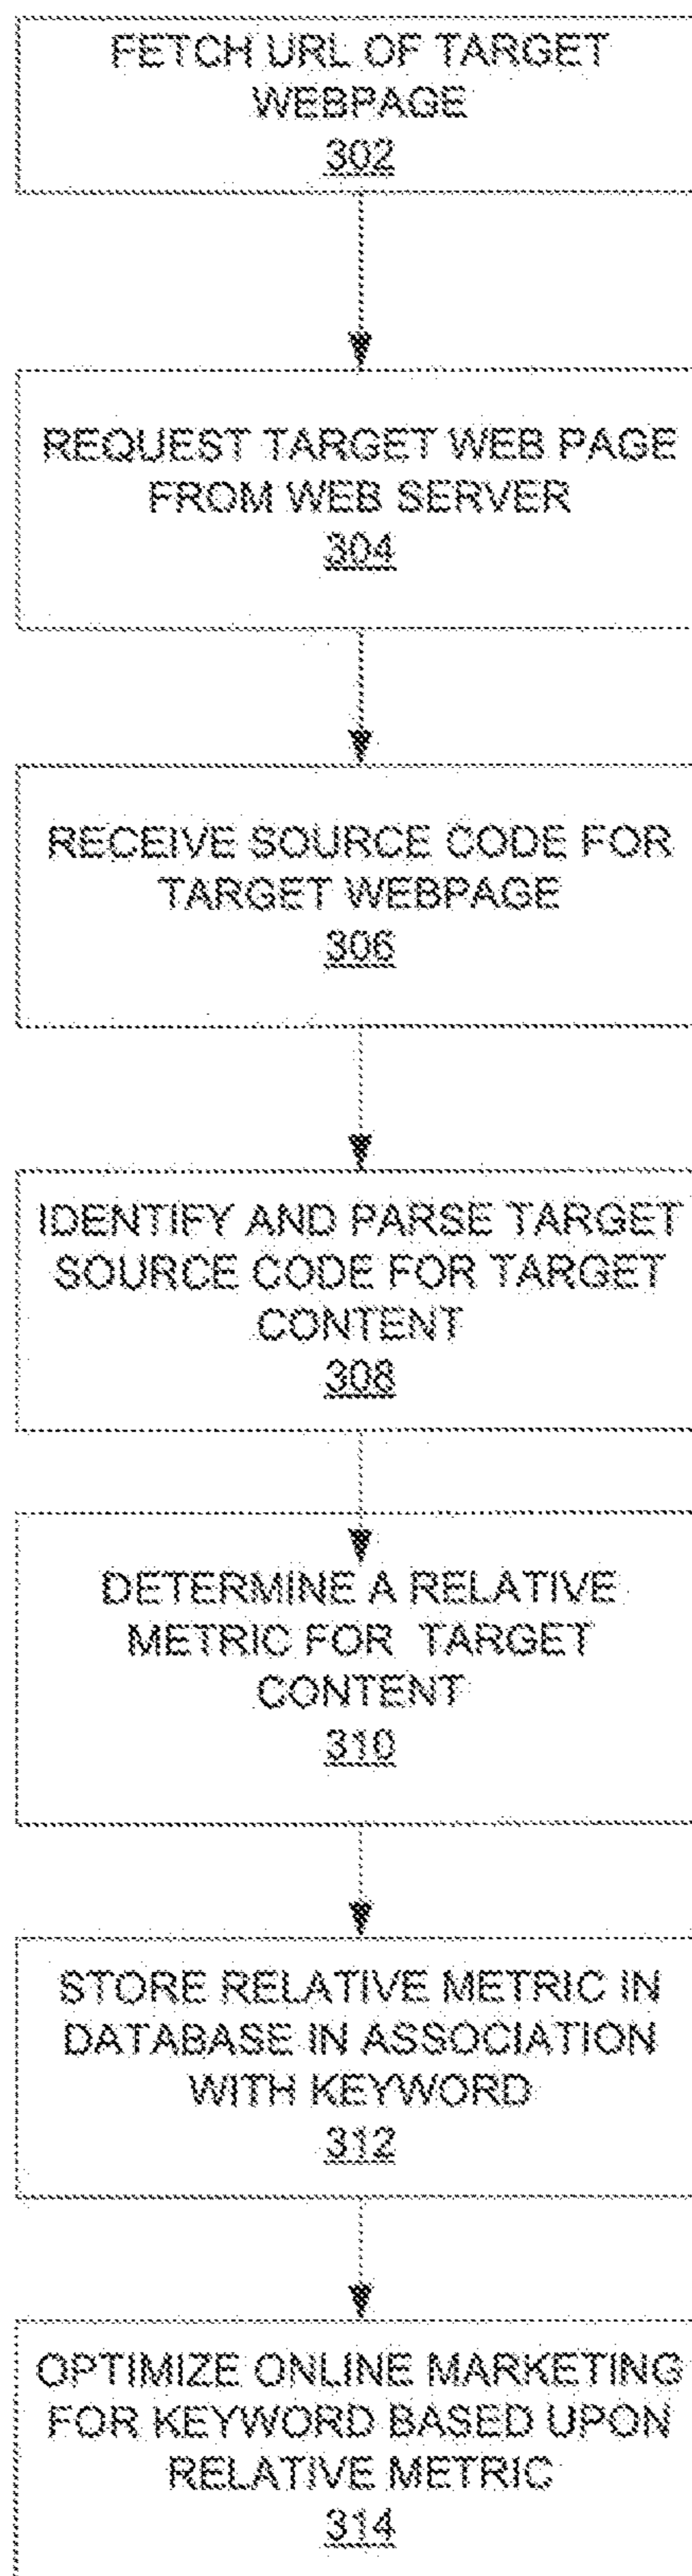 FETCH URL OF TARGET
WEBPAGE
302
REQUEST TARGET WEB PAGE
FROM WEB SERVER
304
RECEIVE SOURCE CODE FOR
TARGET WEBPAGE
306
IDENTIFY AND PARSE TARGET
SOURCE CODE FOR TARGET
CONTENT
308
DETERMINE A RELATIVE
METRIC FOR TARGET
CONTENT
310
STORE RELATIVE METRIC IN
DATABASE IN ASSOCIATION
WITH KEYWORD
312
OPTIMIZE ONLINE MARKETING
FOR KEYWORD BASED UPON
RELATIVE METRIC
314